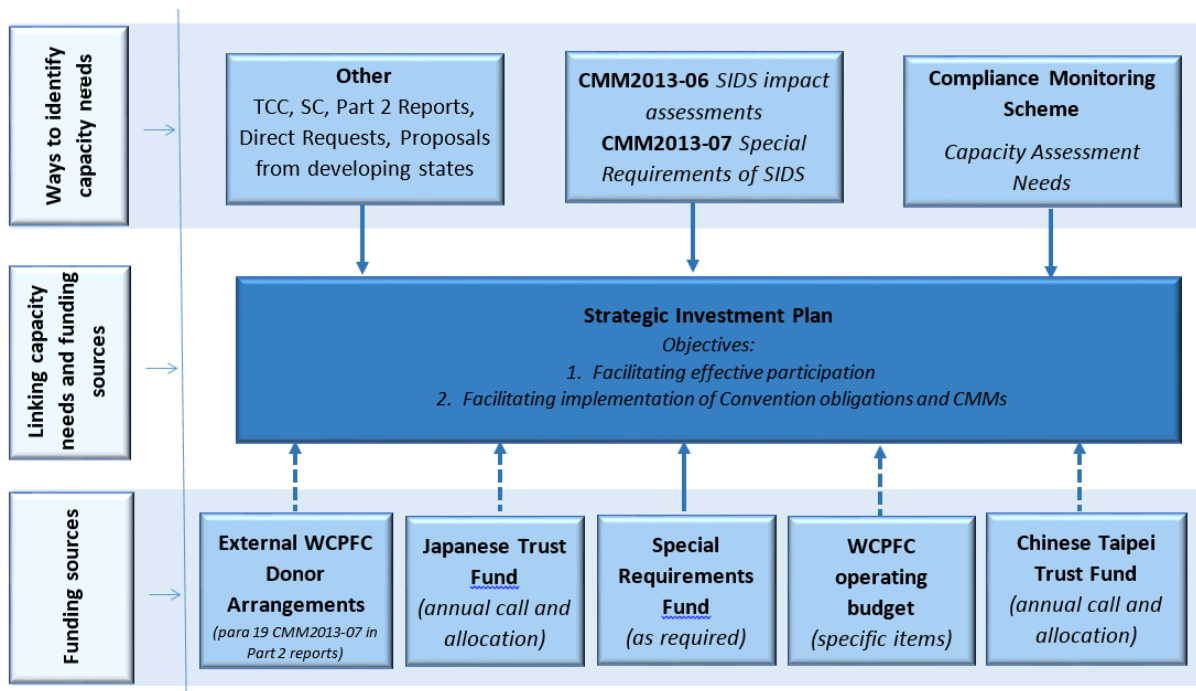 Ways to identify
capacity needs
Other
TCC, SC, Part 2 Reports,
Direct Requests, Proposals
from developing states
CMM2013-06 SIDS impact
assessments
CMM2013-07 Special
Requirements of SIDS
Compliance Monitoring
Scheme
Capacity Assessment
Needs
Linking capacity
needs and funding
sources
Strategic Investment Plan
Objectives:
1. Facilitating effective participation
2. Facilitating implementation of Convention obligations and CMMs
Funding sources
External WCPFC
Donor
Arrangements
(para 19 CMM2013-07 in
Part 2 reports)
Japanese Trust
Fund
(annual call and
allocation)
Special
Requirements
Fund
(as required)
WCPFC
operating
budget
(specific items)
Chinese Taipei
Trust Fund
(annual call and
allocation)